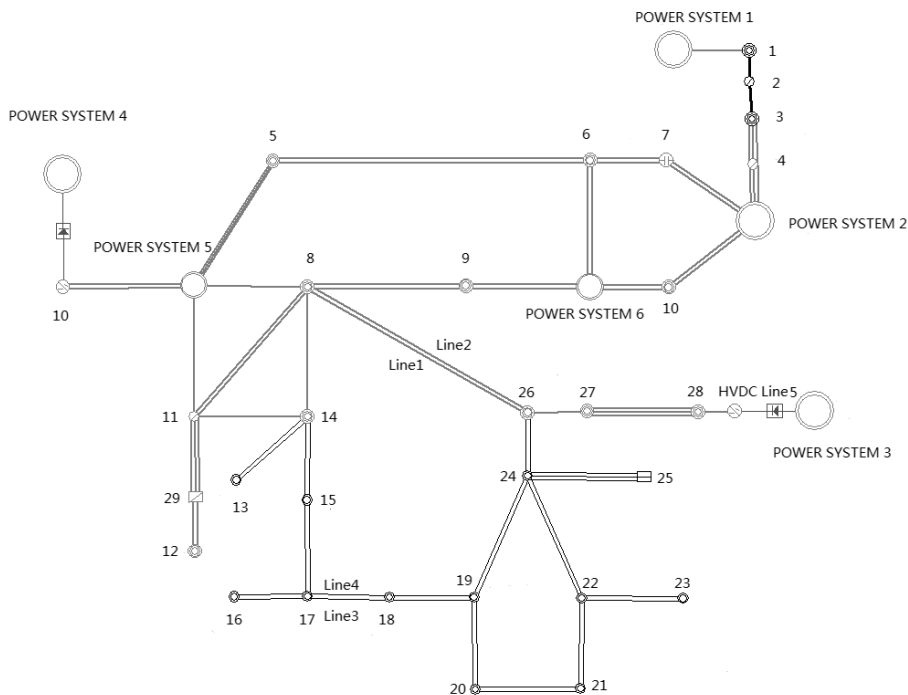 POWER SYSTEM 1
1
2
3
POWER SYSTEM 4
5
6
7
4
POWER SYSTEM 2
POWER SYSTEM 5
8
9
10
POWER SYSTEM 6
10
Line2
Line1
26
27
28
HVDC Line5
11
14
POWER SYSTEM 3
24
25
13
15
29
12
19
22
23
Line4
16
17
Line3
18
20
21